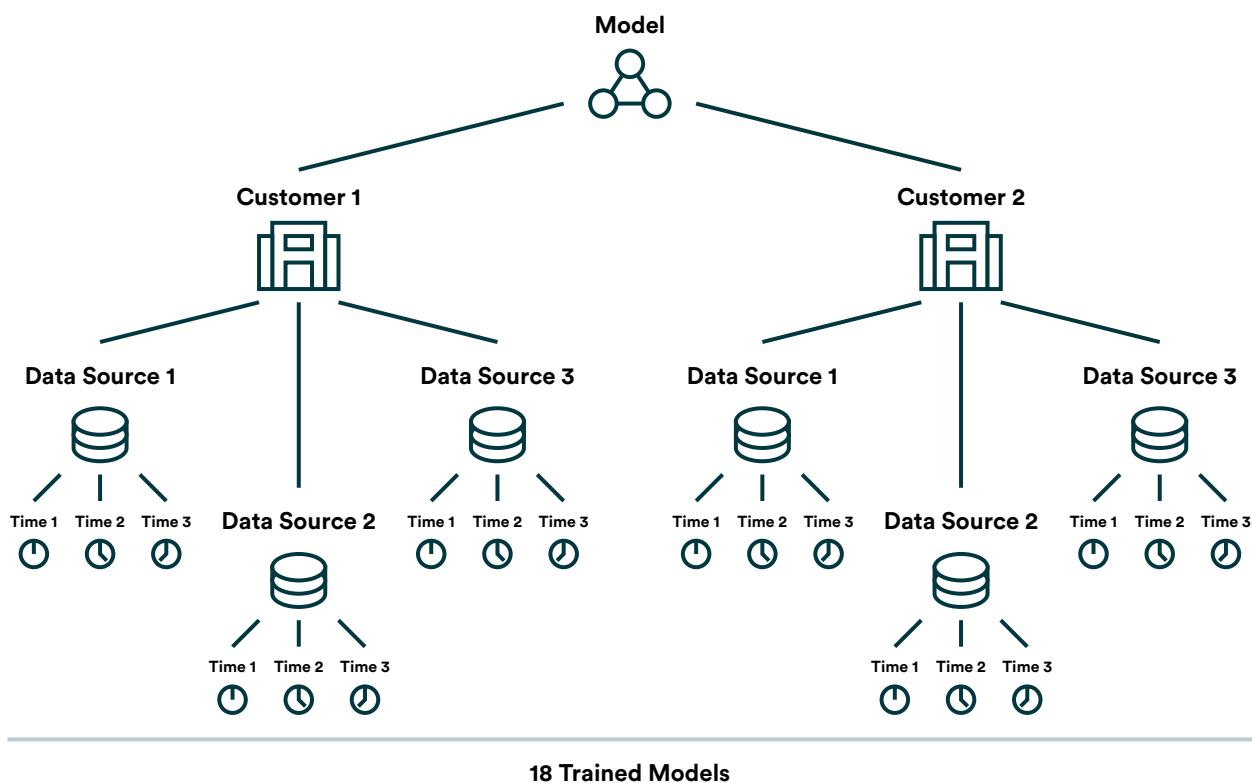 Model
Customer 1
Customer 2
Data Source 1
Data Source 3
Data Source 1
Data Source 3
Time 1 Time 2 Time 3
Data Source 2
Time 1 Time 2 Time 3
Time 1 Time 2 Time 3
Data Source 2
Time 1 Time 2 Time 3
Time 1 Time 2 Time 3
Time 1 Time 2 Time 3
18 Trained Models